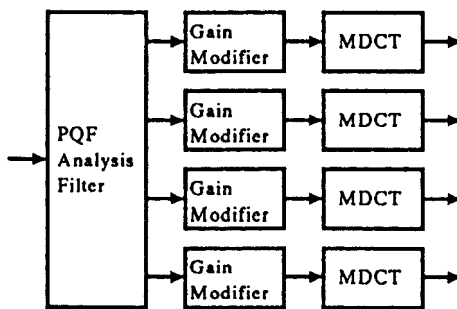 Gain
Modifier
MDCT
Gain
Modifier
MDCT
PQF
Analysis
Filter
Gain
Modifier
MDCT
Gain
Modifier
MDCT